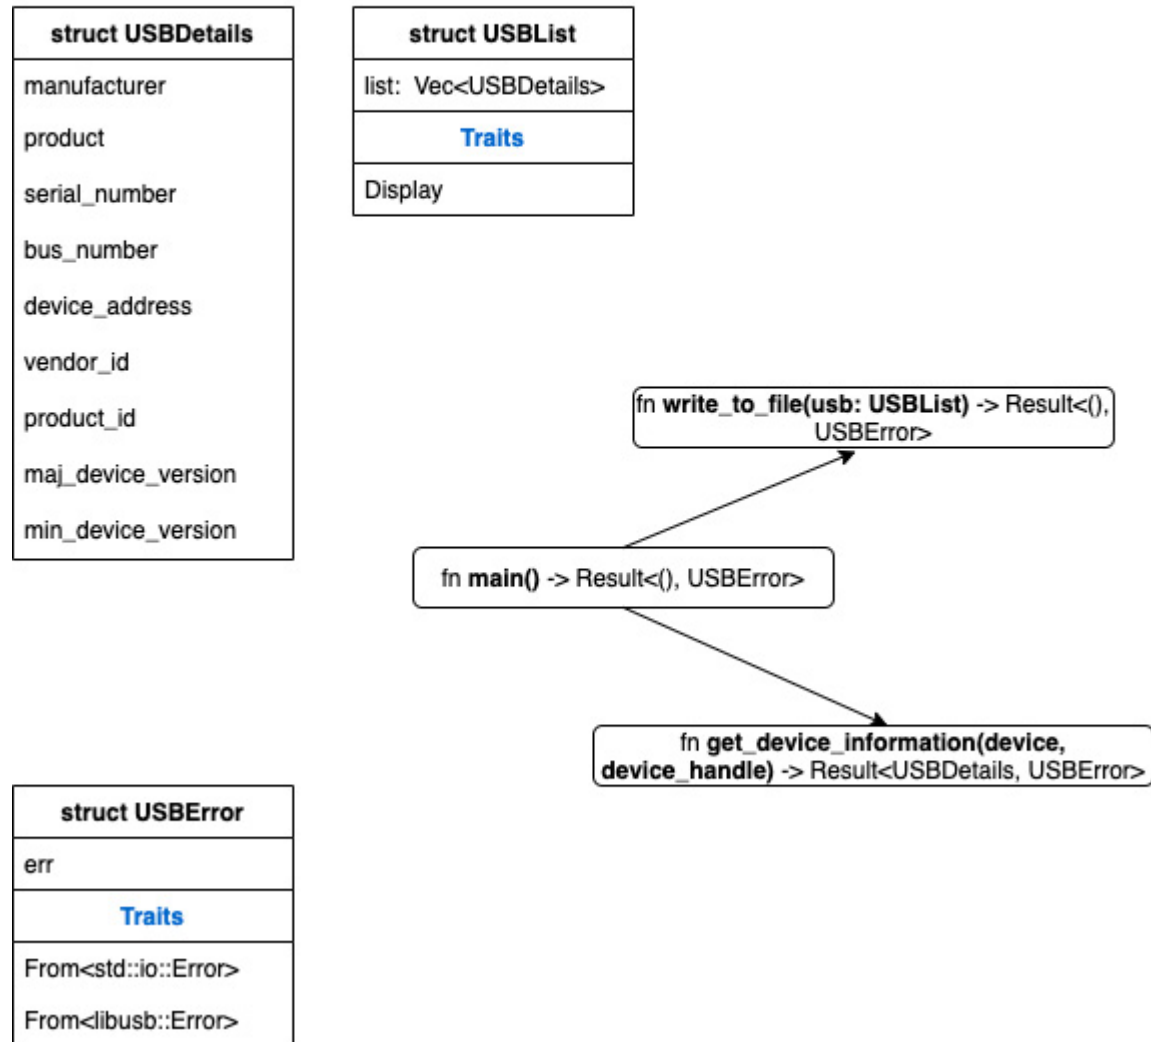 struct USBDetails
manufacturer
product
serial_number
bus_number
device_address
vendor_id
product_id
maj_device_version
min_device_version
struct USBList
list:  Vec<USBDetails>
Traits
Display
fn write_to_file(usb: USBList) -> Result<(),
USBError>
fn main() -> Result<(), USBError>
fn get_device_information(device,
device_handle) -> Result<USBDetails, USBError>
struct USBError
err
Traits
From<std::io::Error>
From<libusb::Error>